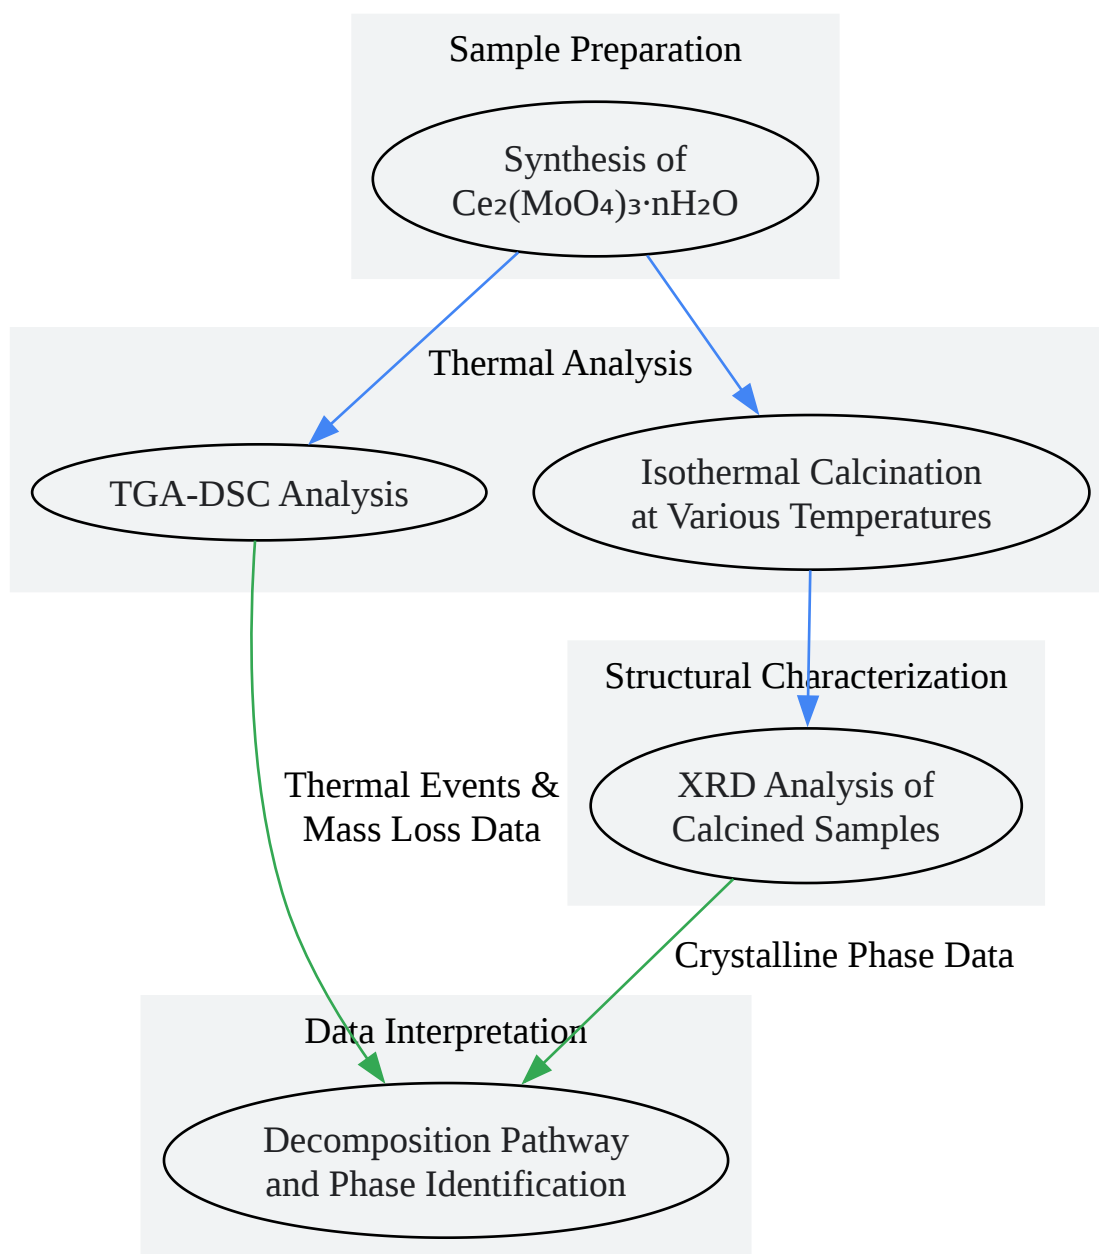 Sample Preparation
Synthesis of
Ce₂(MoO₄)₃·nH₂O
Thermal Analysis
TGA-DSC Analysis
Isothermal Calcination
at Various Temperatures
Structural Characterization
XRD Analysis of
Calcined Samples
Thermal Events &
Mass Loss Data
Crystalline Phase Data
Data Interpretation
Decomposition Pathway
and Phase Identification